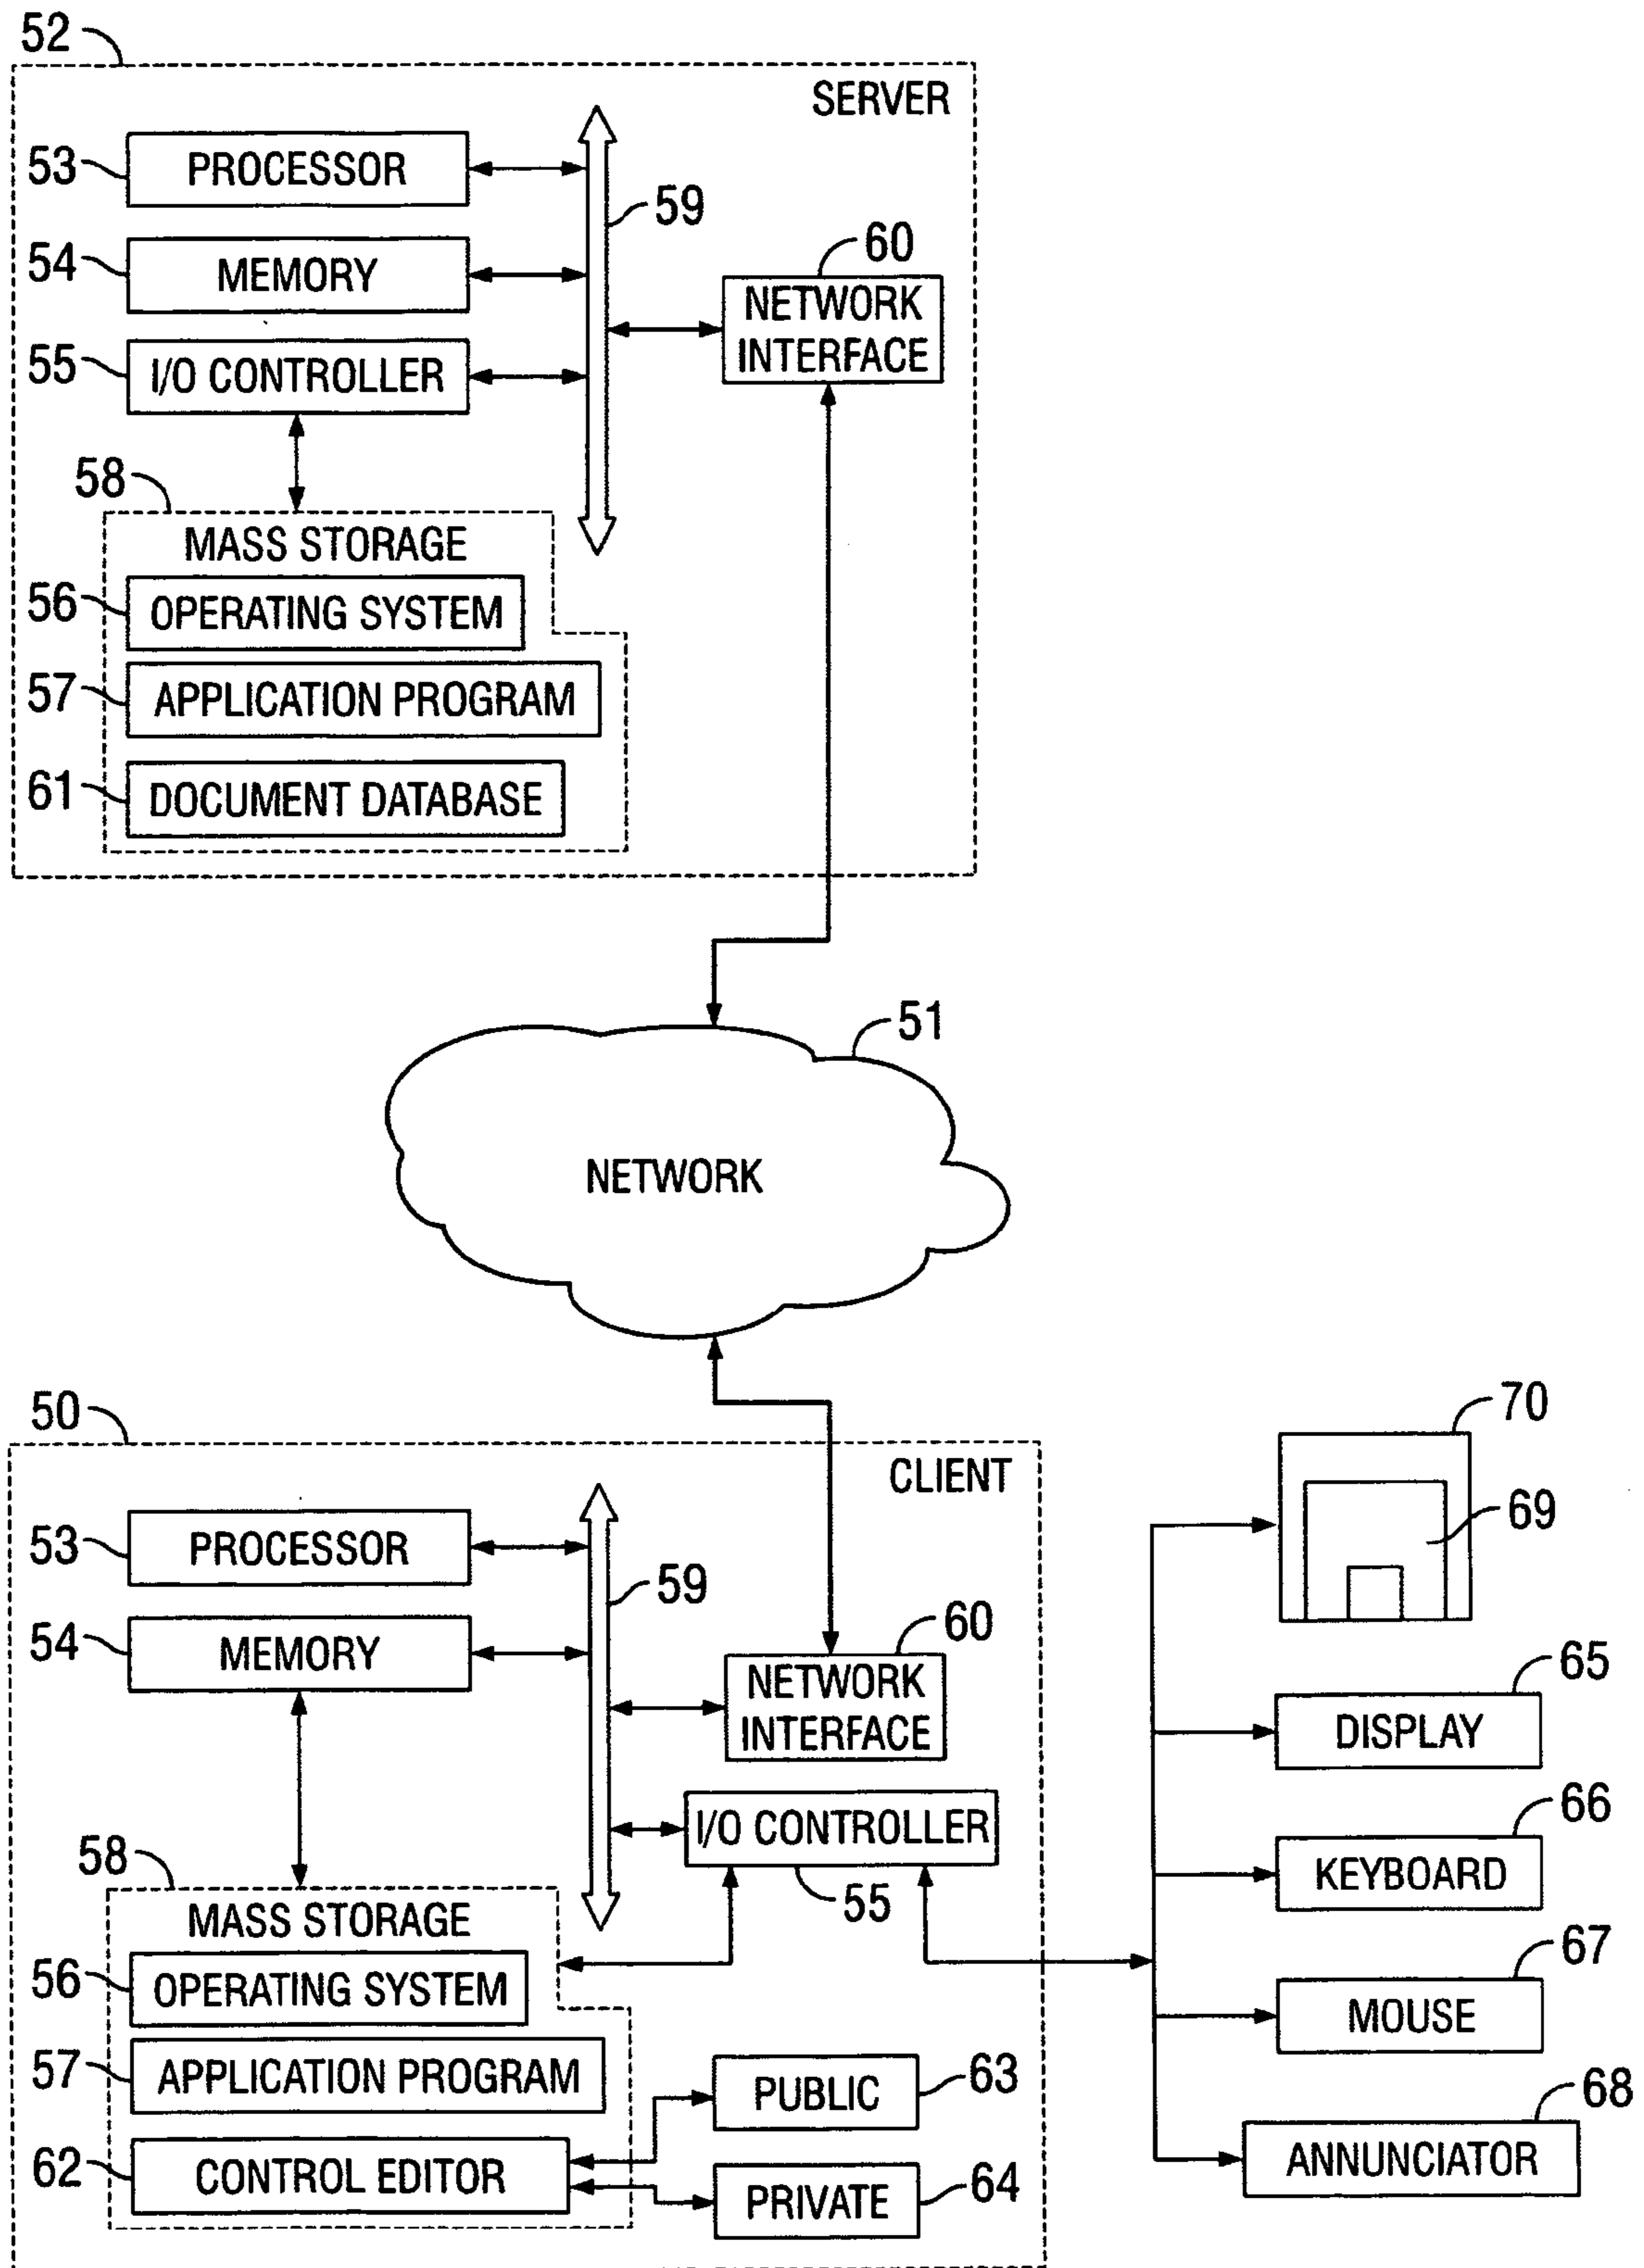 52
SERVER
53
PROCESSOR
59
54
MEMORY
60
NETWORK
INTERFACE
55
I/O CONTROLLER
58
MASS STORAGE
56
OPERATING SYSTEM
57
APPLICATION PROGRAM
61
DOCUMENT DATABASE
51
NETWORK
50
CLIENT
53
PROCESSOR
59
54
MEMORY
60
NETWORK
INTERFACE
I/O CONTROLLER
55
58
MASS STORAGE
56
OPERATING SYSTEM
57
APPLICATION PROGRAM
62
CONTROL EDITOR
PUBLIC
63
PRIVATE
64
70
69
65
DISPLAY
66
KEYBOARD
67
MOUSE
68
ANNUNCIATOR